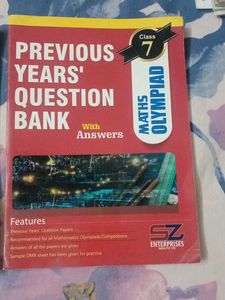 Class
7
PREVIOUS
YEARS'
QUESTION
BANK
With
Answers
MATHS
OLYMPIAD
Features
Previous Years' Question Papers
Recommended for all Mathematics Olympiads/Competitions
Answers of all the papers are given
Sample OMR sheet has been given for practice
SZ
ENTERPRISES